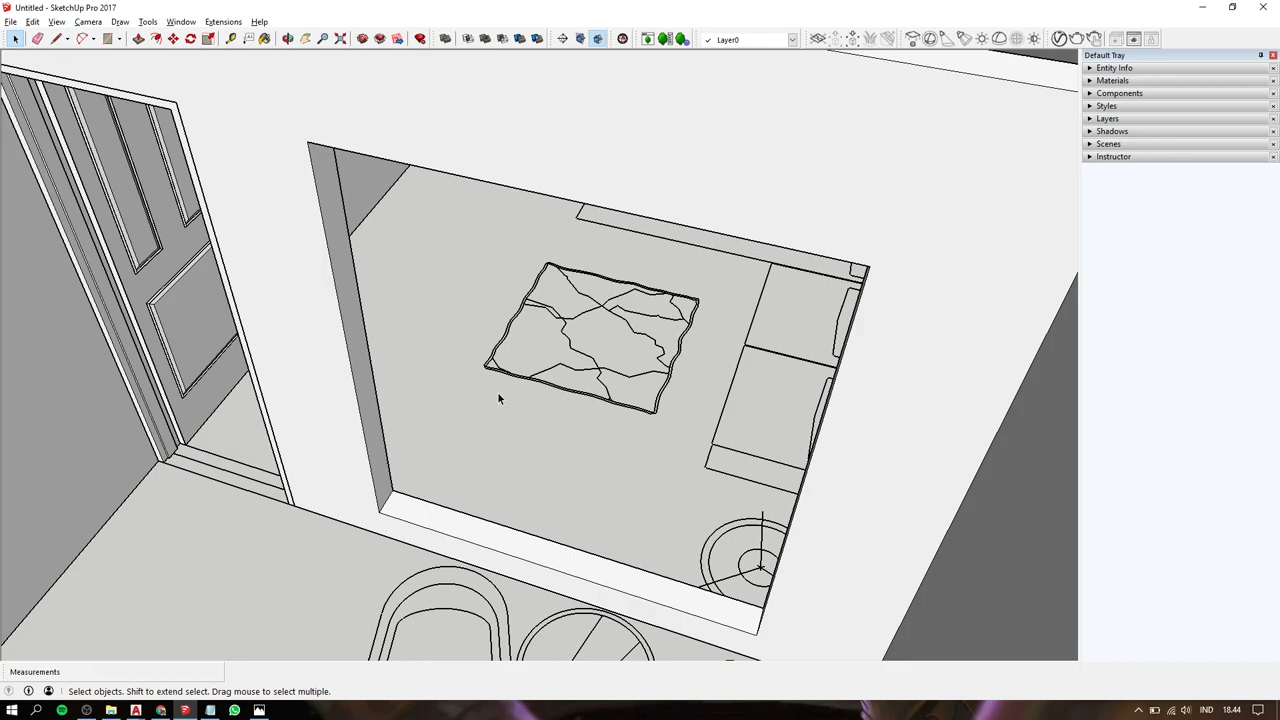 Untitled - SketchUp Pro 2017
File Edit View Camera Draw Tools Window Extensions Help
Layer0
Default Tray
Entity Info
Materials
Components
Styles
Layers
Shadows
Scenes
Instructor
Measurements
Select objects. Shift to extend select. Drag mouse to select multiple.
IND 18.44